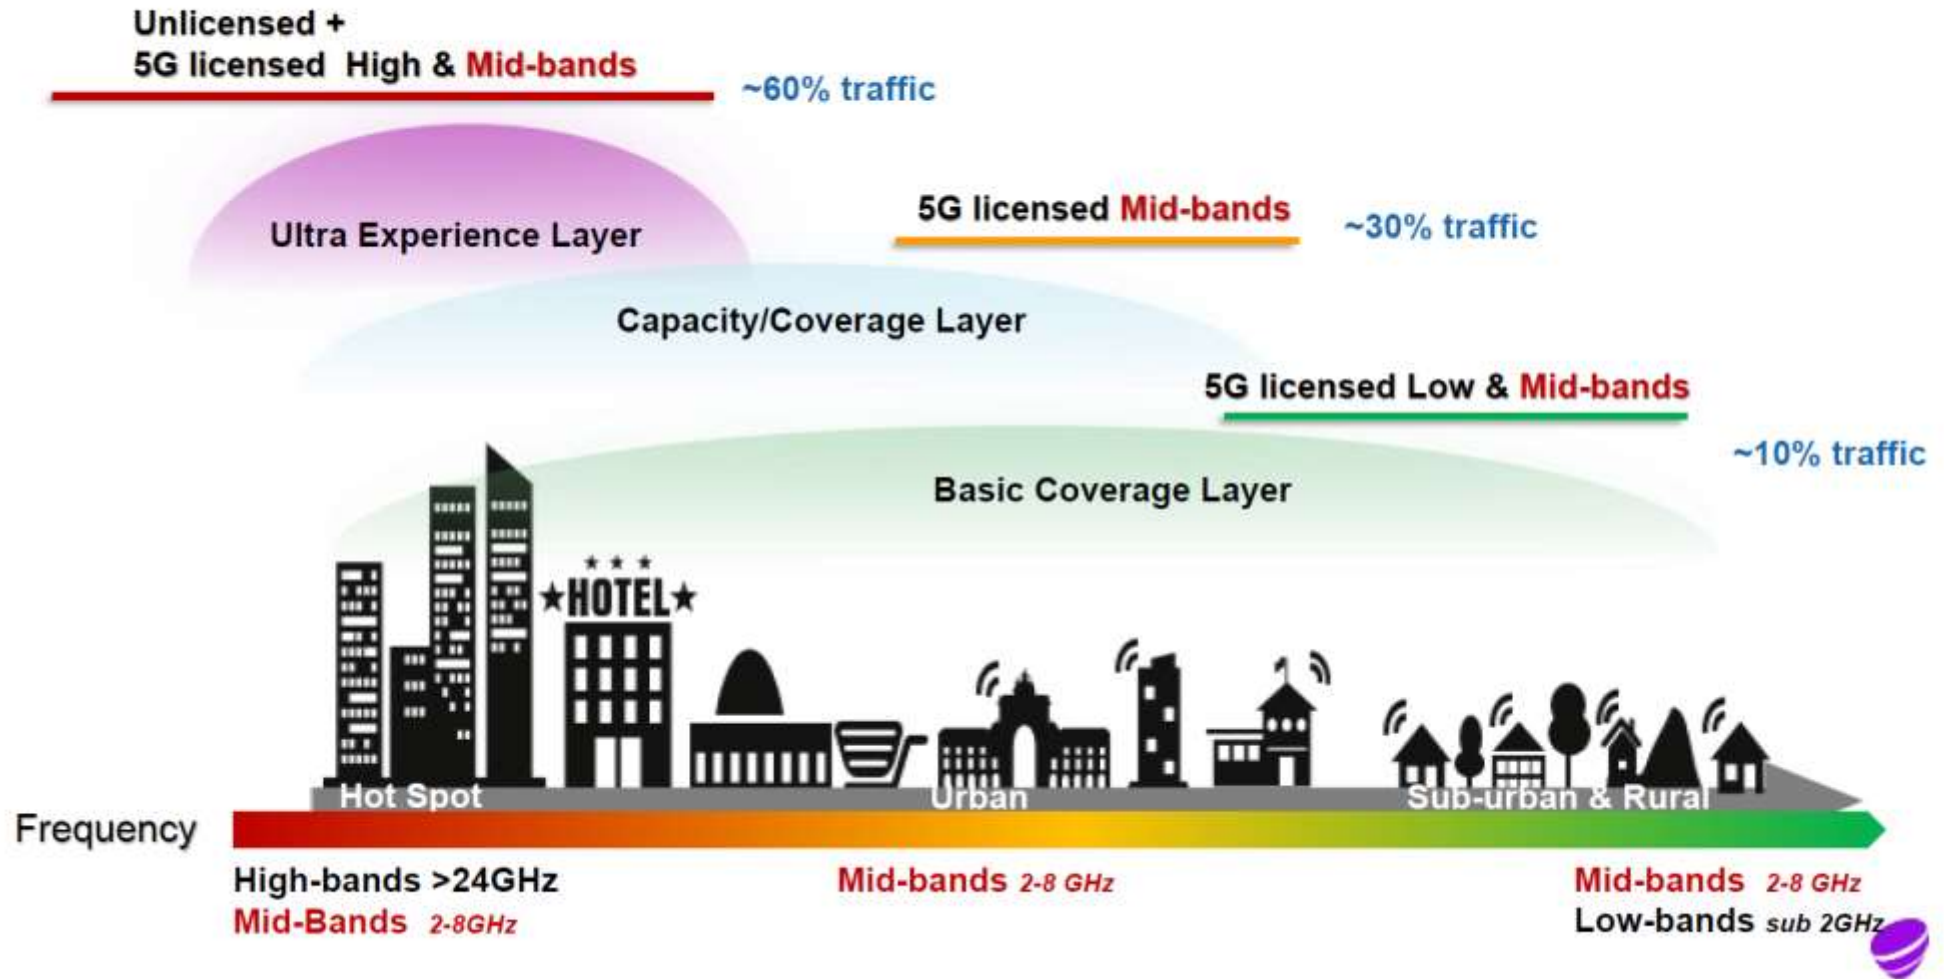 Unlicensed +
5G licensed High & Mid-bands
~60% traffic
5G licensed Mid-bands
~30% traffic
Ultra Experience Layer
Capacity/Coverage Layer
5G licensed Low & Mid-bands
~10% traffic
Basic Coverage Layer
HOTEL
Hot Spot
Urban
Sub-urban & Rural
Frequency
High-bands >24GHz
Mid-Bands 2-8GHz
Mid-bands 2-8 GHz
Mid-bands 2-8 GHz
Low-bands sub 2GHz